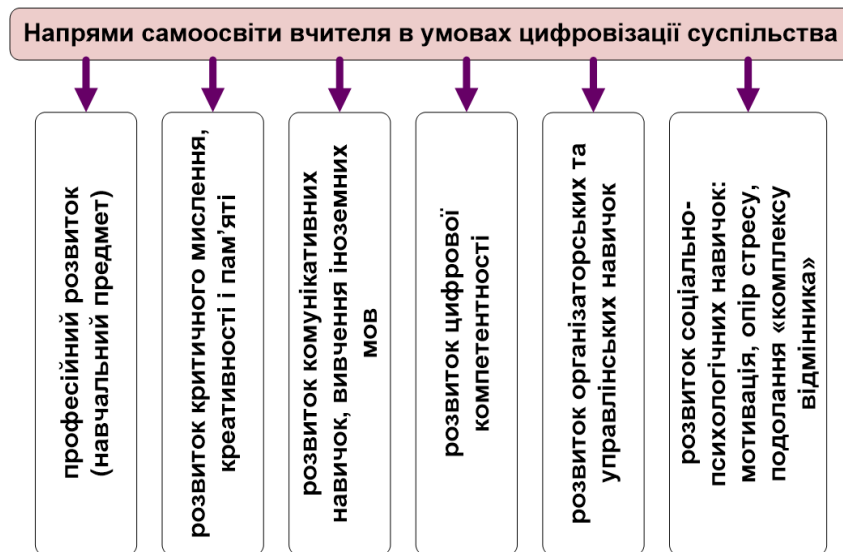 Напрями самоосвіти вчителя в умовах цифровізації суспільства
професійний розвиток
(навчальний предмет)
розвиток критичного мислення,
креативності і пам’яті
розвиток комунікативних
навичок, вивчення іноземних
мов
розвиток цифрової
компетентності
розвиток організаторських та
управлінських навичок
розвиток соціально-
психологічних навичок:
мотивація, опір стресу,
подолання «комплексу
відмінника»